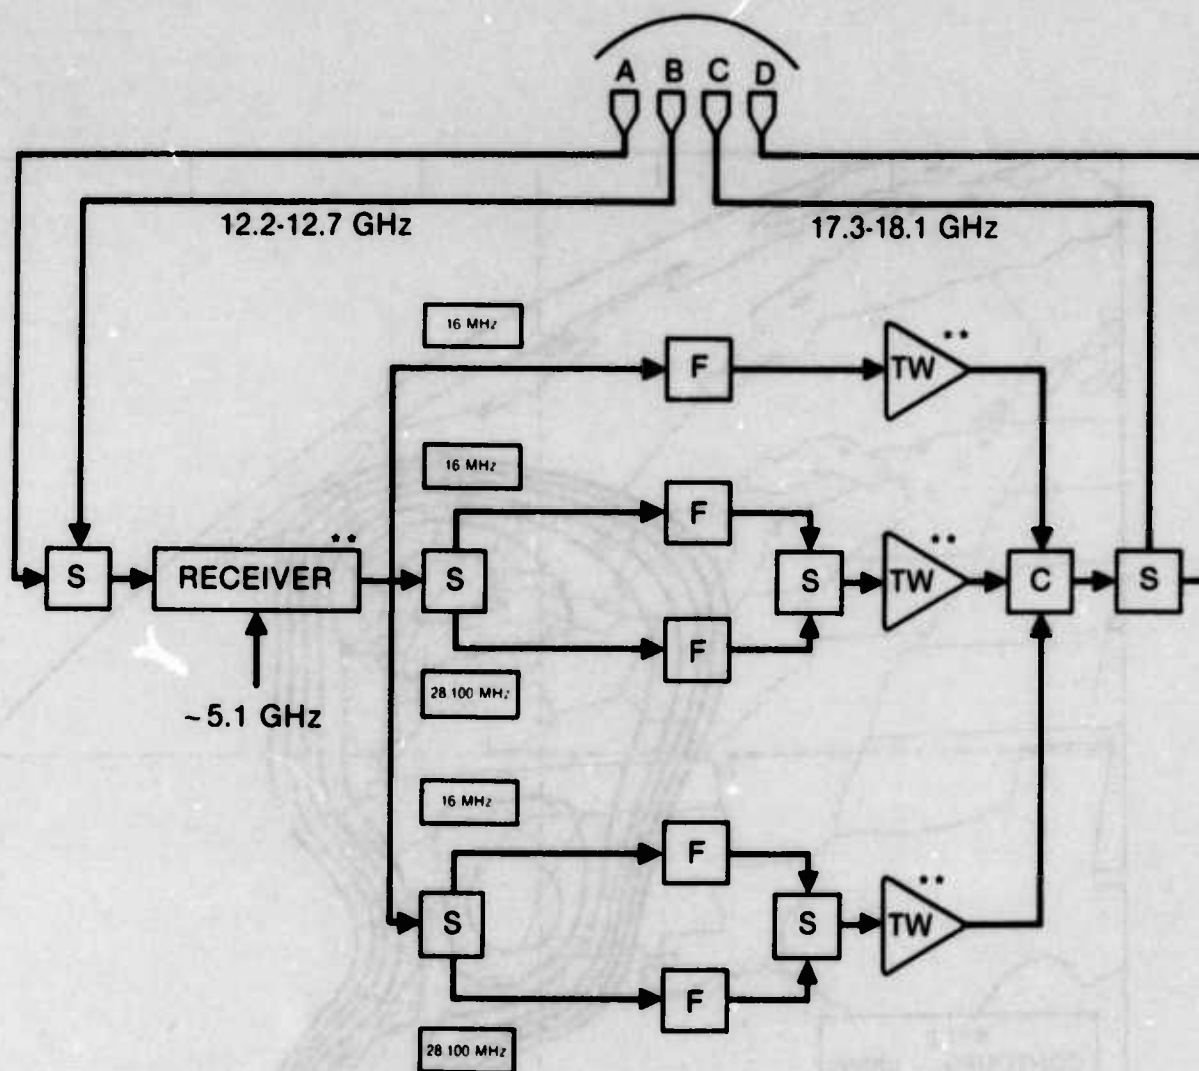 A B C D
12.2-12.7 GHz
17.3-18.1 GHz
16 MHz
F
TW
**
16 MHz
F
S
RECEIVER
**
S
S
TW
**
C
S
F
28 100 MHz
~5.1 GHz
16 MHz
F
S
S
TW
**
F
28 100 MHz